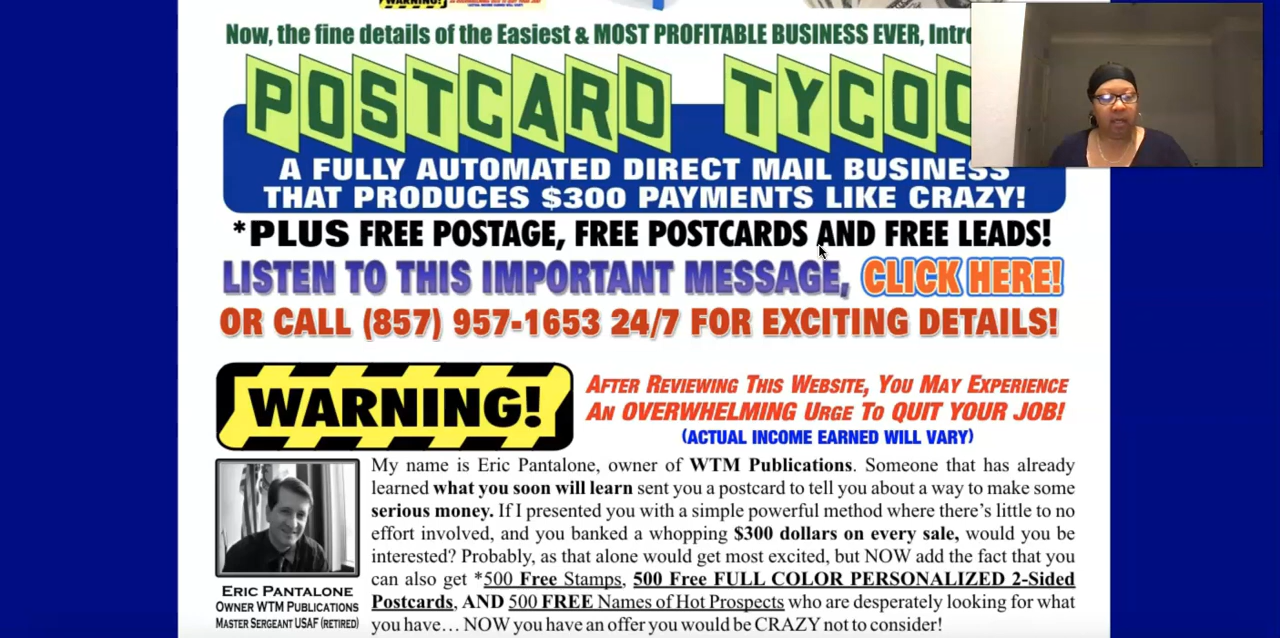 WARNING!
Now, the fine details of the Easiest & MOST PROFITABLE BUSINESS EVER,
POSTCARD
A FULLY AUTOMATED DIRECT MAIL BUSINESS
THAT PRODUCES $300 PAYMENTS LIKE CRAZY!
*PLUS FREE POSTAGE, FREE POSTCARDS AND FREE LEADS!
LISTEN TO THIS IMPORTANT MESSAGE, CLICK HERE!
OR CALL (857) 957-1653 24/7 FOR EXCITING DETAILS!
WARNING!
AFTER REVIEWING THIS WEBSITE, YOU MAY EXPERIENCE
AN OVERWHELMING URGE TO QUIT YOUR JOB!
(ACTUAL INCOME EARNED WILL VARY)
My name is Eric Pantalone, owner of WTM Publications. Someone that has already
learned what you soon will learn sent you a postcard to tell you about a way to make some
serious money. If I presented you with a simple powerful method where there's little to no
effort involved, and you banked a whopping $300 dollars on every sale, would you be
interested? Probably, as that alone would get most excited, but NOW add the fact that you
can also get *500 Free Stamps, 500 Free FULL COLOR PERSONALIZED 2-Sided
Postcards, AND 500 FREE Names of Hot Prospects who are desperately looking for what
you have… NOW you have an offer you would be CRAZY not to consider!
ERIC PANTALONE
OWNER WTM PUBLICATIONS
MASTER SERGEANT USAF (RETIRED)